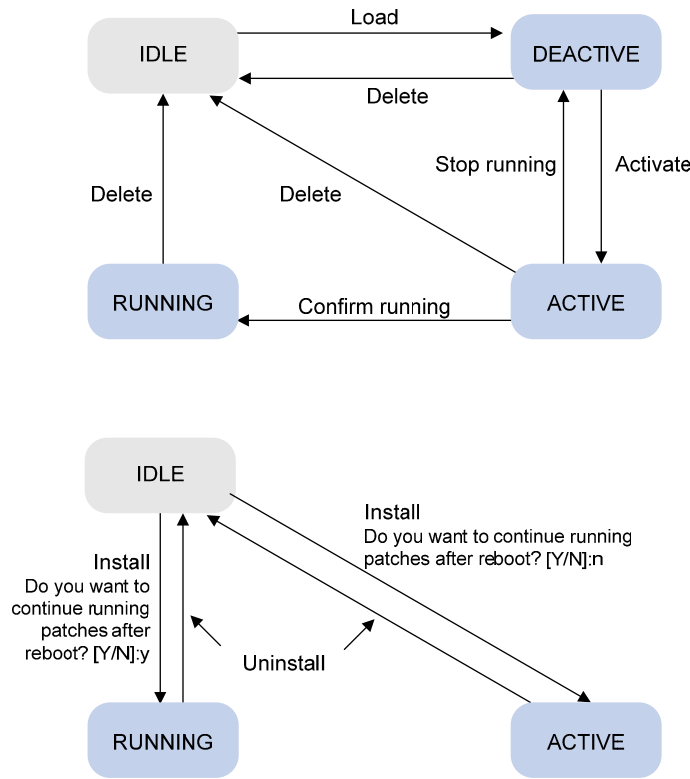 Load
IDLE
DEACTIVE
Delete
Stop running
Activate
Delete
Delete
RUNNING
Confirm running
ACTIVE
IDLE
Install
Do you want to continue running
patches after reboot? [Y/N]:n
Install
Do you want to
continue running
patches after
reboot? [Y/N]:y
Uninstall
RUNNING
ACTIVE